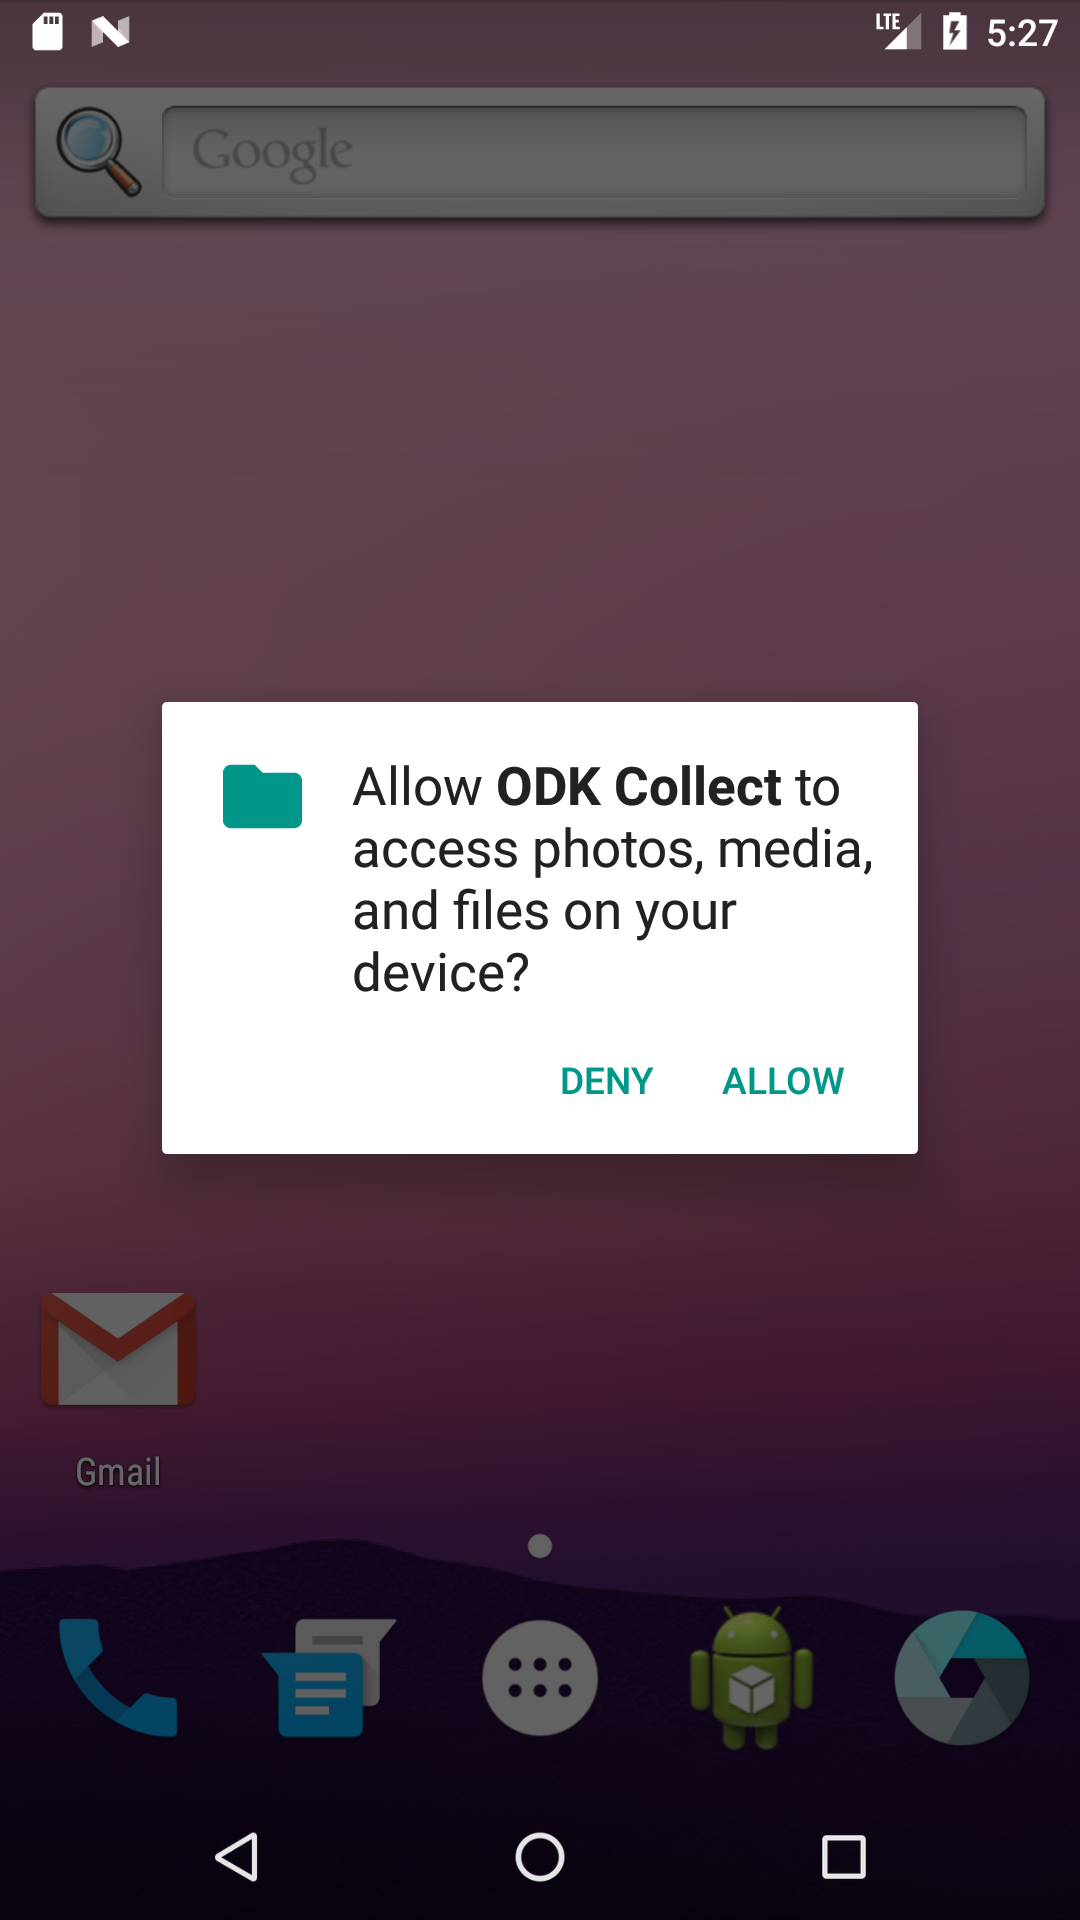 LTE 5:27
Google
Allow ODK Collect to
access photos, media,
and files on your
device?
DENY ALLOW
Gmail